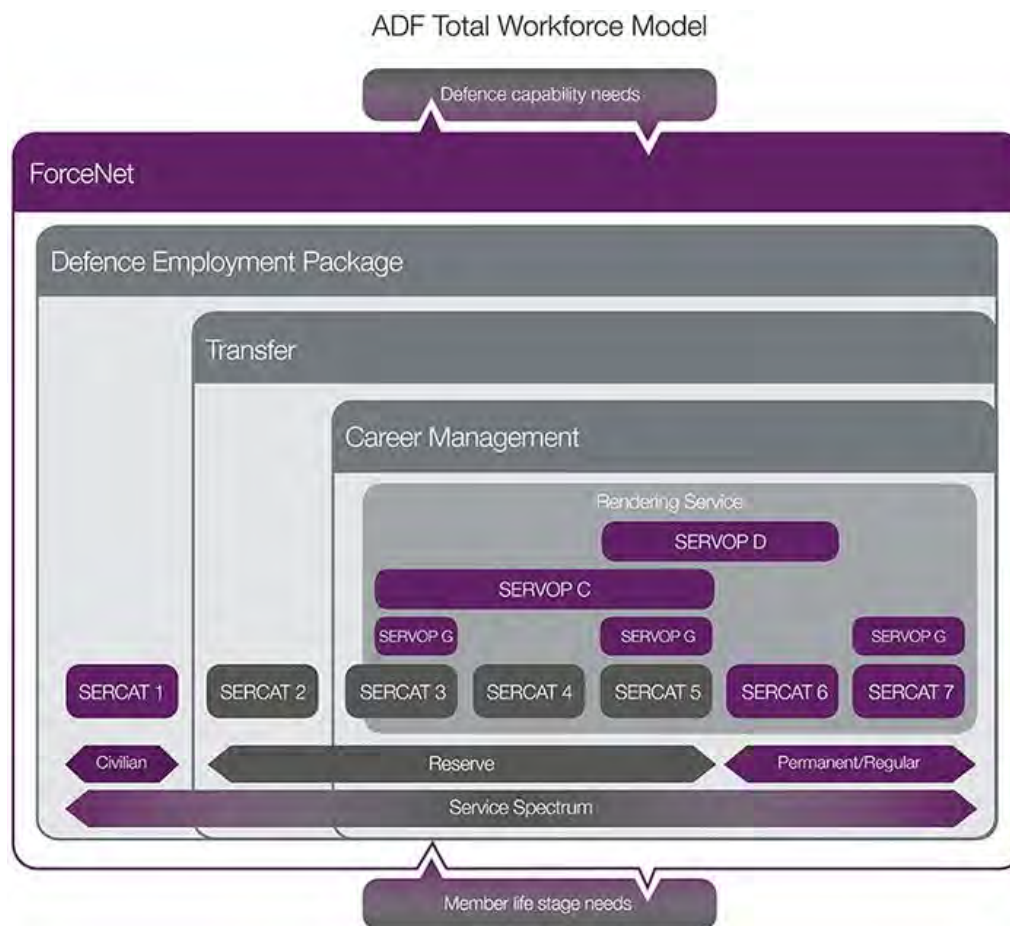 ADF Total Workforce Model
Defence capability needs
ForceNet
Defence Employment Package
Transfer
Career Management
Rendering Service
SERVOP D
SERVOP C
SERVOP G
SERVOP G
SERVOP G
SERCAT 1
SERCAT 2
SERCAT 3
SERCAT 4
SERCAT 5
SERCAT 6
SERCAT 7
Civilian
Reserve
Permanent/Regular
Service Spectrum
Member life stage needs